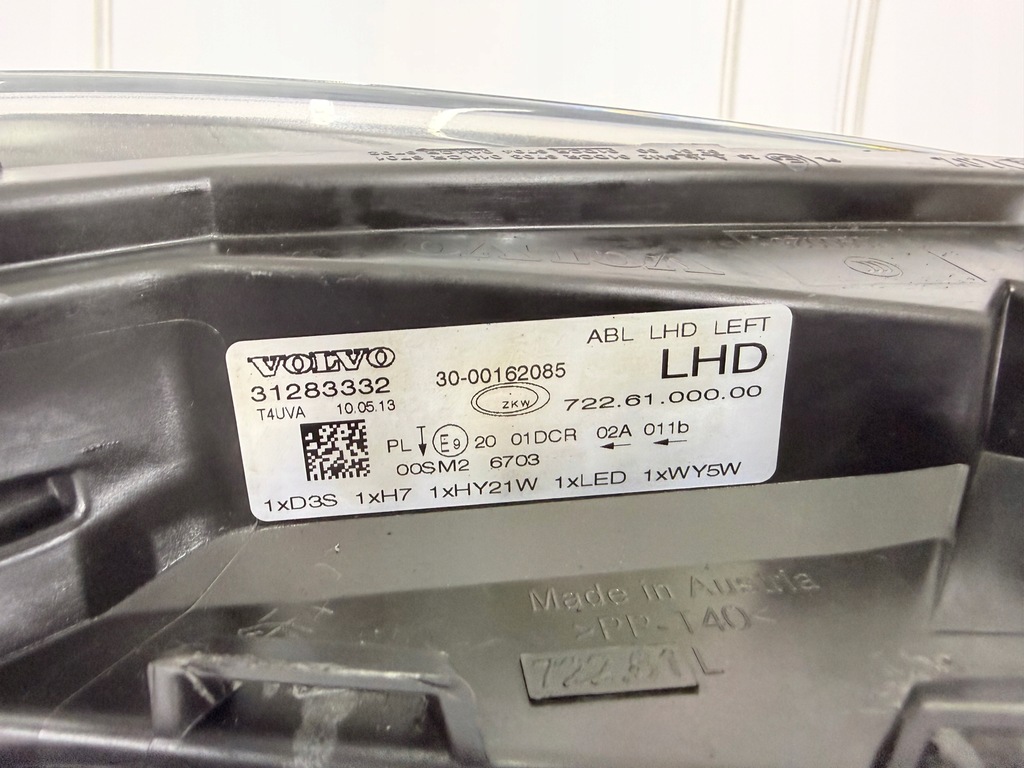 ABL LHD LEFT
VOLVO
31283332
30-00162085
LHD
T4UVA 10.05.13
ZKW
722.61.000.00
PL E9 20 01DCR 02A 011b
00SM2 6703
1xD3S 1xH7 1xHY21W 1xLED 1xWY5W
Made in Austria
>PP-T40<
722.61 L